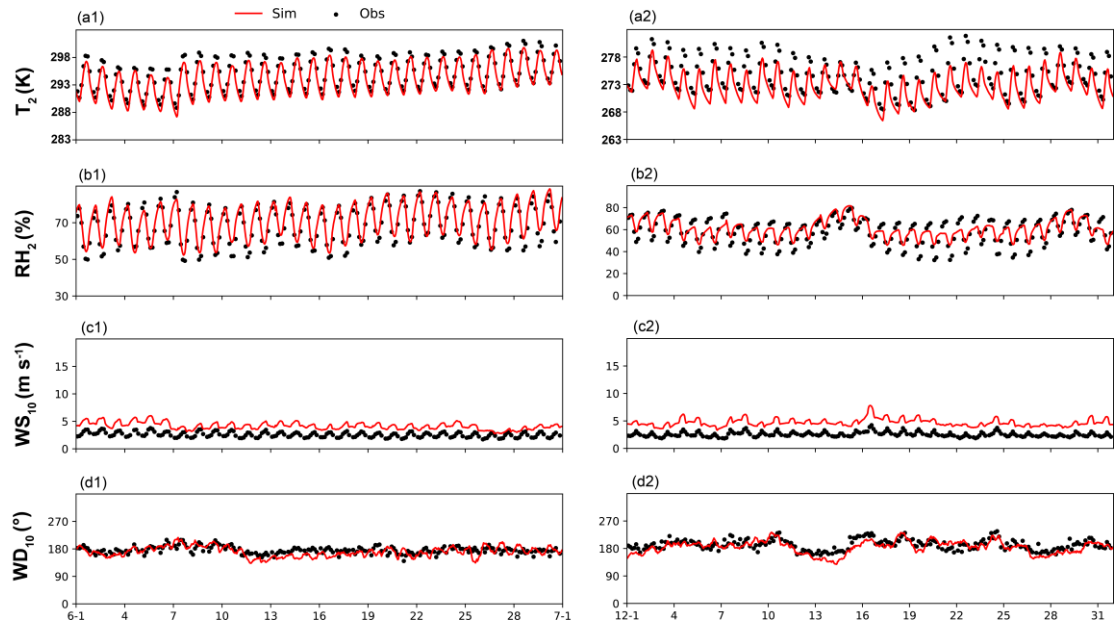 Sim Obs
(a1)
T2 (K)
298
293
288
283
(a2)
278
273
268
263
(b1)
RH2 (%)
70
50
30
(b2)
80
60
40
20
0
(c1)
WS10 (m s-1)
15
10
5
0
(c2)
15
10
5
0
(d1)
WD10 (°)
270
180
90
0
6-1 4 7 10 13 16 19 22 25 28 7-1
(d2)
270
180
90
0
12-1 4 7 10 13 16 19 22 25 28 31